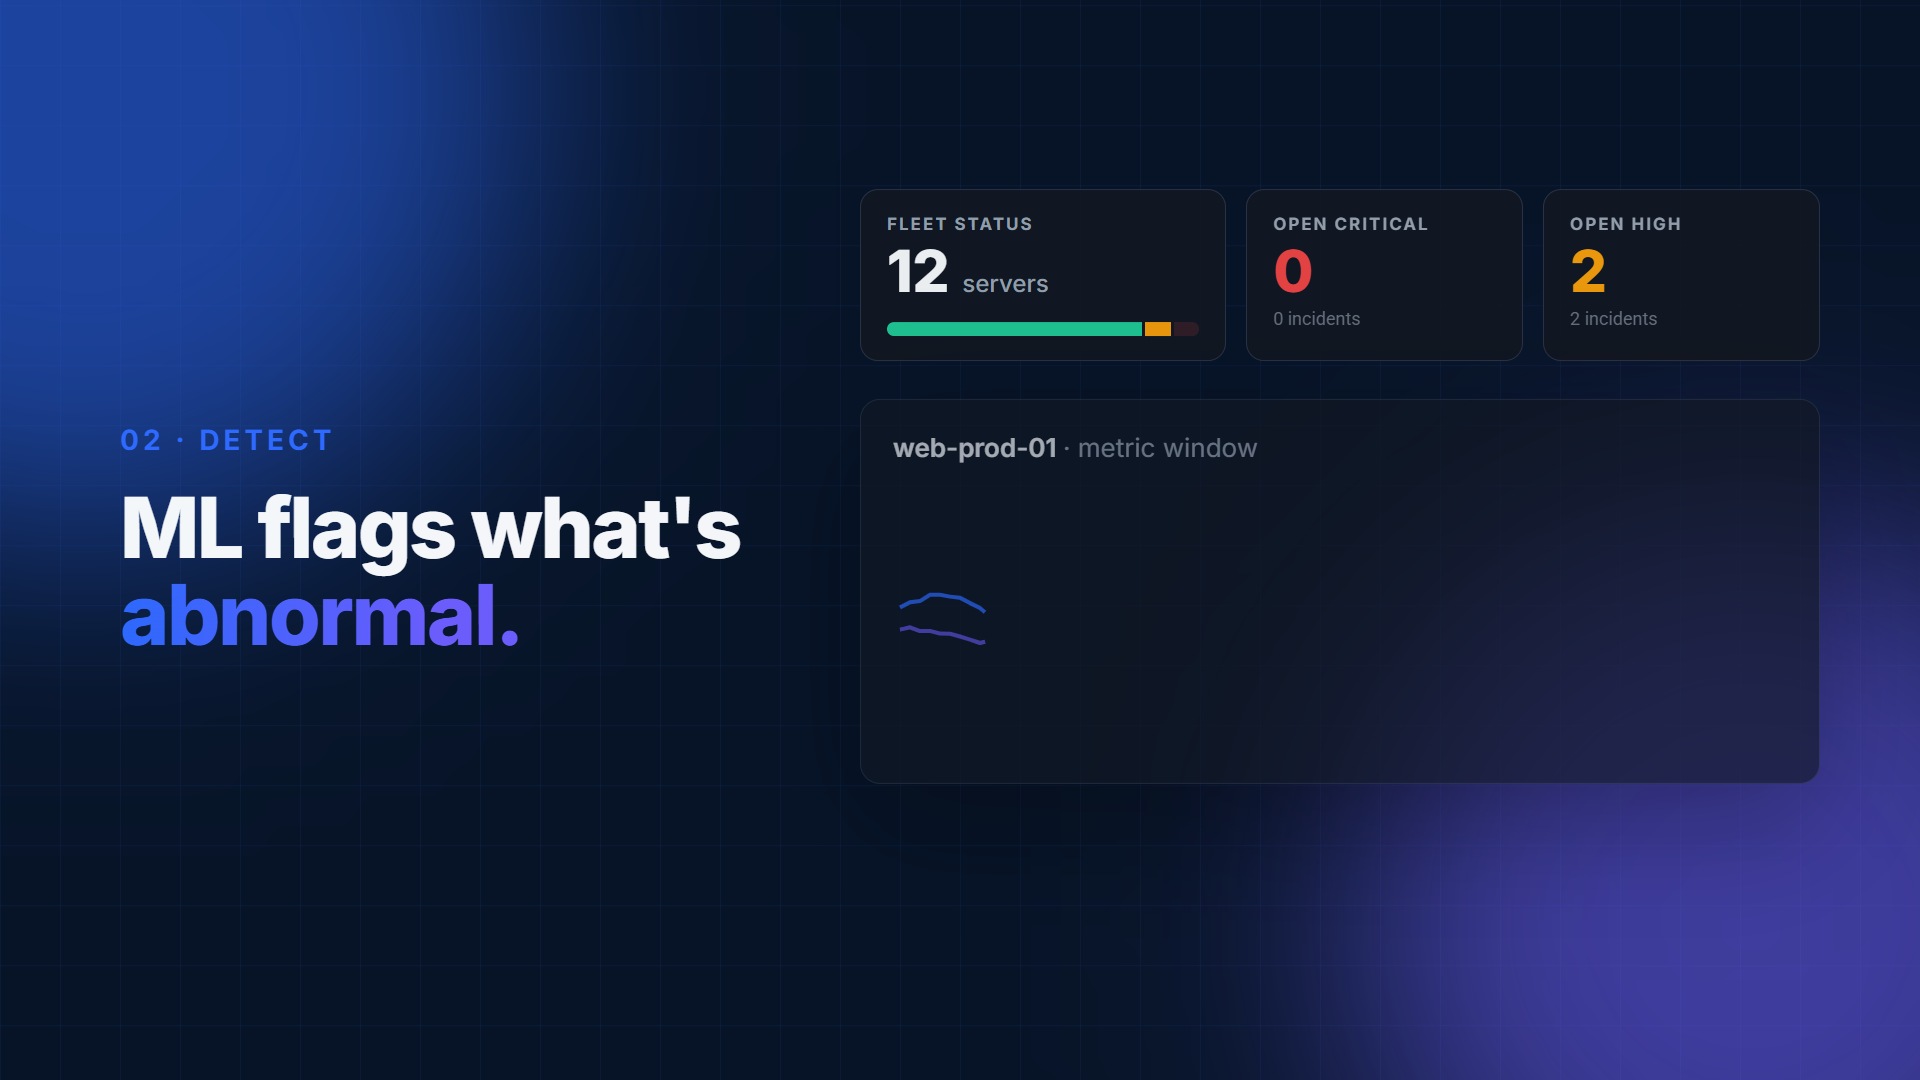 02 · DETECT
ML flags what's
abnormal.
FLEET STATUS
12 servers
OPEN CRITICAL
0
0 incidents
OPEN HIGH
2
2 incidents
web-prod-01 · metric window